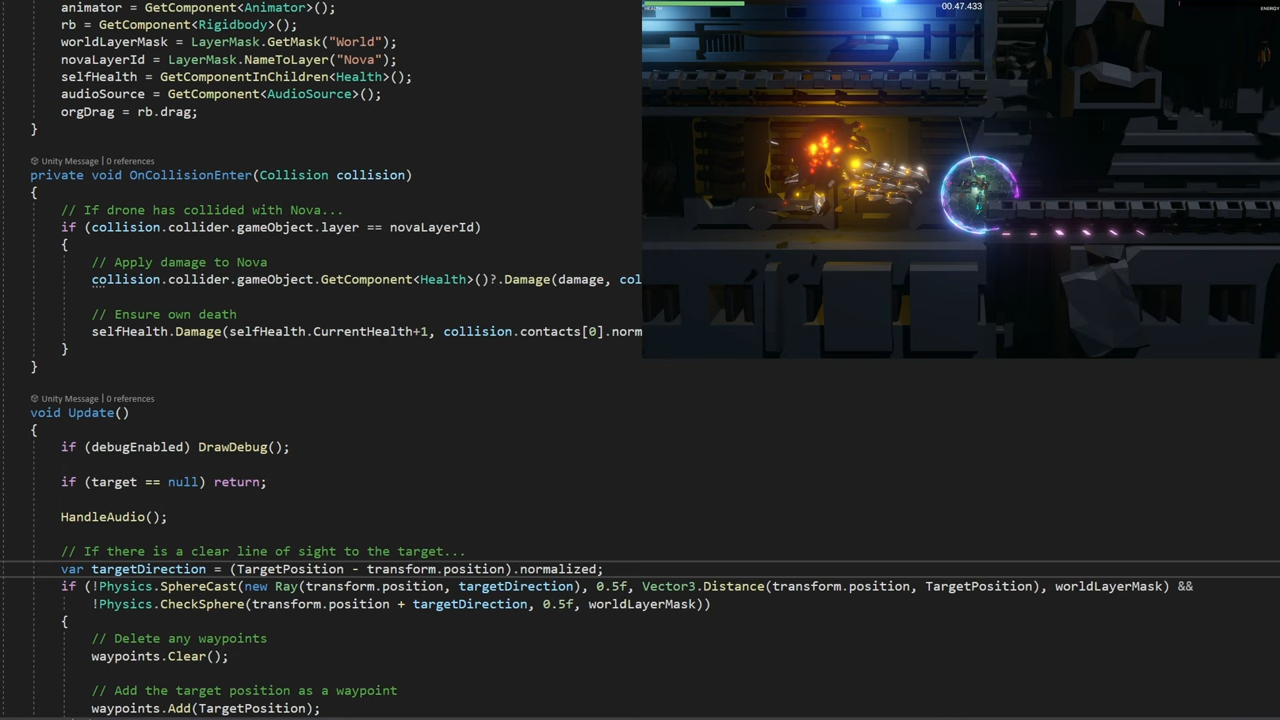 animator = GetComponent<Animator>();
rb = GetComponent<Rigidbody>();
worldLayerMask = LayerMask.GetMask("World");
novaLayerId = LayerMask.NameToLayer("Nova");
selfHealth = GetComponentInChildren<Health>();
audioSource = GetComponent<AudioSource>();
orgDrag = rb.drag;
}
Unity Message | 0 references
private void OnCollisionEnter(Collision collision)
{
// If drone has collided with Nova...
if (collision.collider.gameObject.layer == novaLayerId)
{
// Apply damage to Nova
collision.collider.gameObject.GetComponent<Health>()?.Damage(damage, col
// Ensure own death
selfHealth.Damage(selfHealth.CurrentHealth+1, collision.contacts[0].norm
}
}
Unity Message | 0 references
void Update()
{
if (debugEnabled) DrawDebug();
if (target == null) return;
HandleAudio();
// If there is a clear line of sight to the target...
var targetDirection = (TargetPosition - transform.position).normalized;
if (!Physics.SphereCast(new Ray(transform.position, targetDirection), 0.5f, Vector3.Distance(transform.position, TargetPosition), worldLayerMask) &&
!Physics.CheckSphere(transform.position + targetDirection, 0.5f, worldLayerMask))
{
// Delete any waypoints
waypoints.Clear();
// Add the target position as a waypoint
waypoints.Add(TargetPosition);
HEALTH
00.47.433
ENERGY